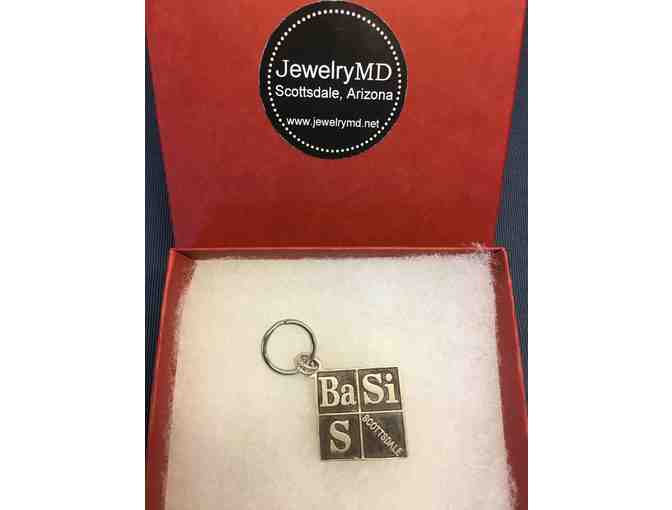 JewelryMD
Scottsdale, Arizona
www.jewelrymd.net
Ba Si
S SCOTTSDALE